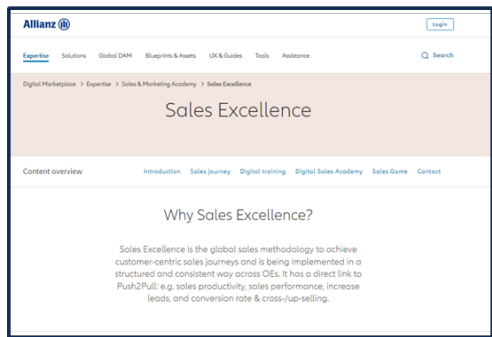 Allianz
Login
Expertise Solutions Global DAM Blueprints & Assets UX & Guides Tools Assistance Search
Digital Marketplace > Expertise > Sales & Marketing Academy > Sales Excellence
Sales Excellence
Content overview Introduction Sales journey Digital training Digital Sales Academy Sales Game Contact
Why Sales Excellence?
Sales Excellence is the global sales methodology to achieve
customer-centric sales journeys and is being implemented in a
structured and consistent way across OEs. It has a direct link to
Push2Pull: e.g. sales productivity, sales performance, increase
leads, and conversion rate & cross-/up-selling.